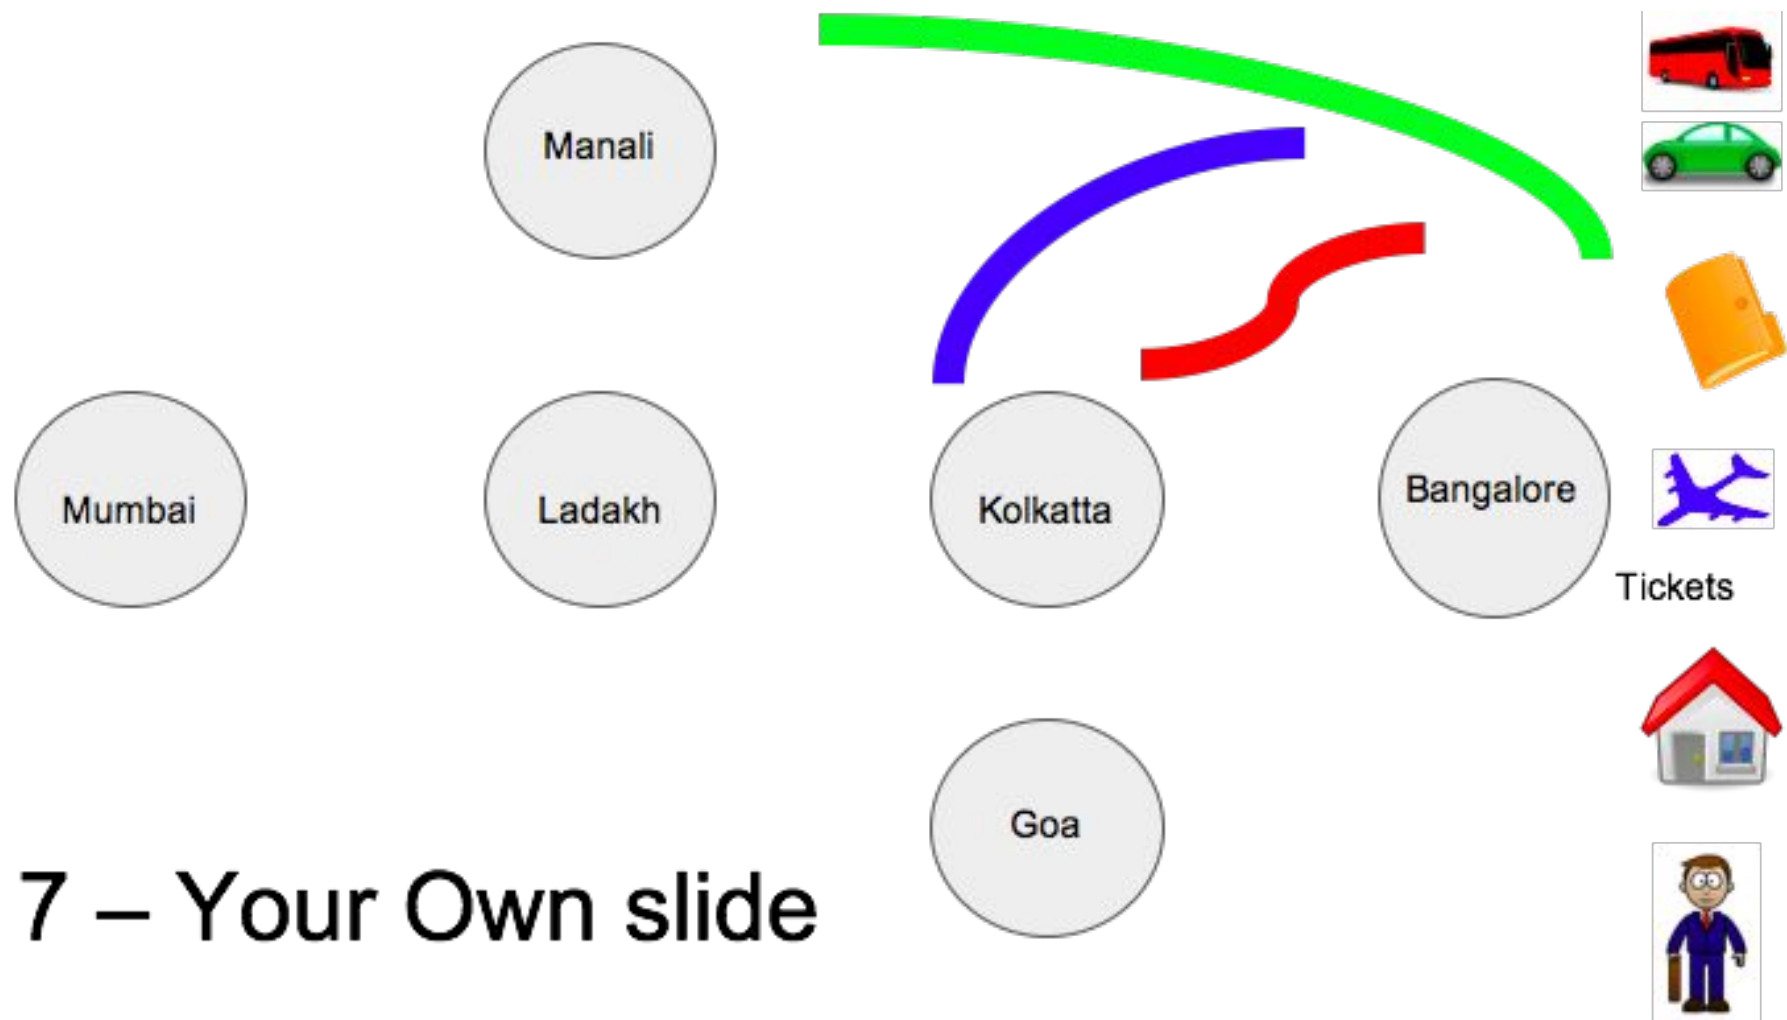 Manali
Mumbai
Ladakh
Kolkatta
Bangalore
Tickets
Goa
7 – Your Own slide